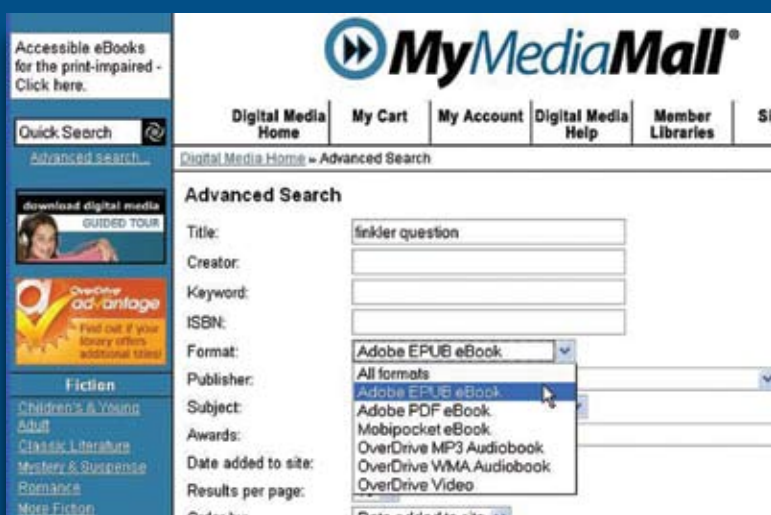 Accessible eBooks
for the print-impaired -
Click here.
MyMediaMall®
Digital Media Home
My Cart
My Account
Digital Media Help
Member Libraries
Quick Search
Advanced search...
Digital Media Home » Advanced Search
download digital media
GUIDED TOUR
OverDrive
advantage
Find out if your
library offers
additional titles!
Fiction
Children's & Young
Adult
Classic Literature
Mystery & Suspense
Romance
More Fiction
Advanced Search
Title: finkler question
Creator:
Keyword:
ISBN:
Format: Adobe EPUB eBook
All formats
Adobe EPUB eBook
Adobe PDF eBook
Mobipocket eBook
OverDrive MP3 Audiobook
OverDrive WMA Audiobook
OverDrive Video
Publisher:
Subject:
Awards:
Date added to site:
Results per page: